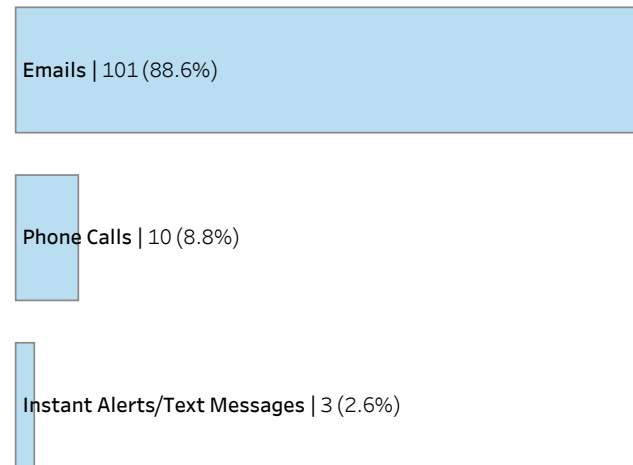 Emails | 101 (88.6%)
Phone Calls | 10 (8.8%)
Instant Alerts/Text Messages | 3 (2.6%)